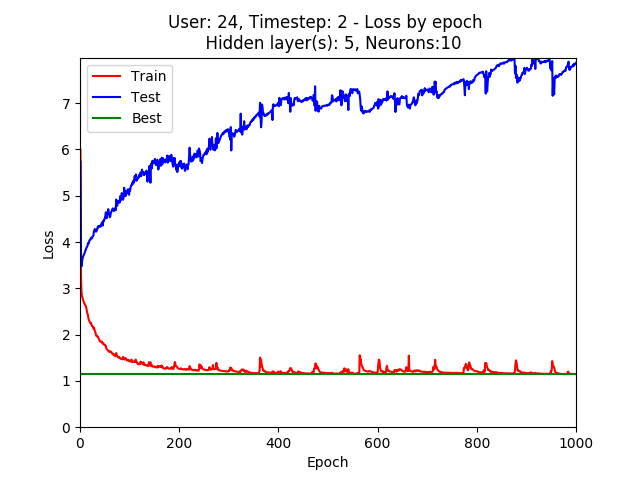 User: 24, Timestep: 2 - Loss by epoch
Hidden layer(s): 5, Neurons:10
Train
Test
Best
7
6
5
4
3
2
1
0
Loss
0 200 400 600 800 1000
Epoch